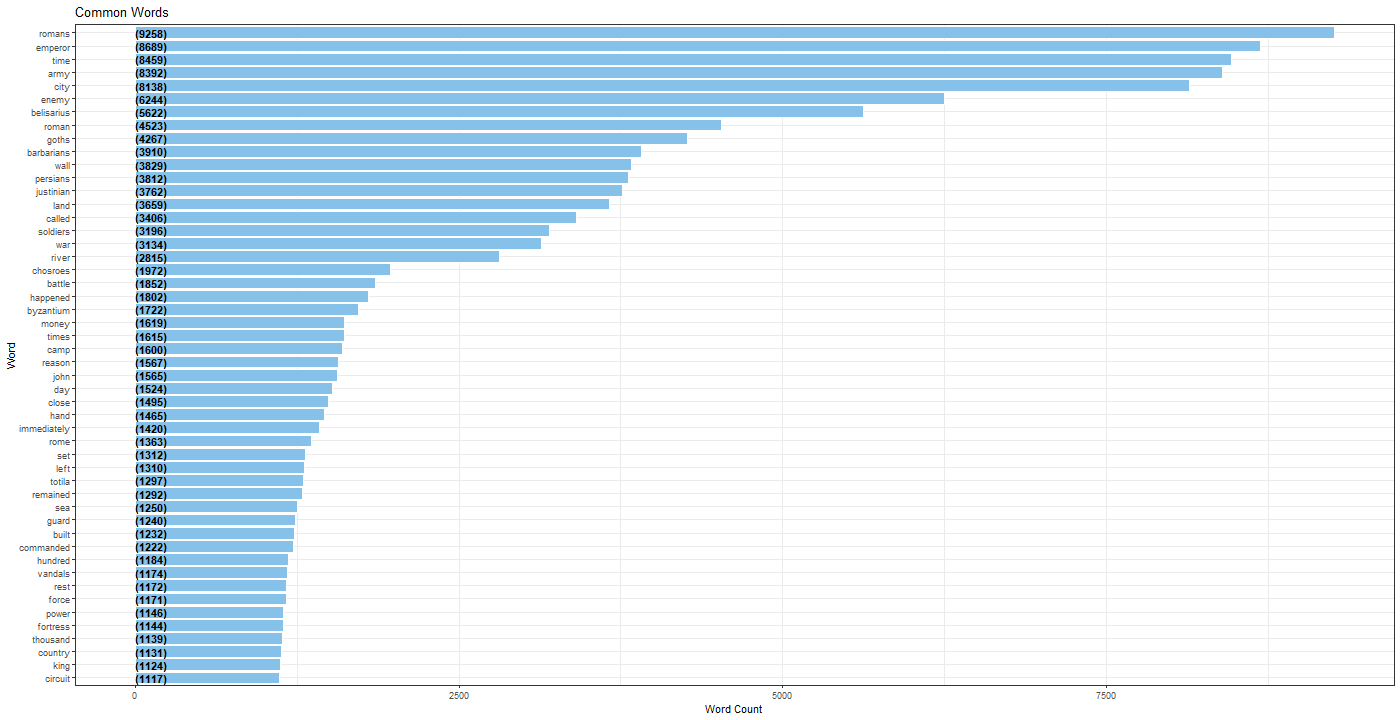 Common Words
romans (9258)
emperor (8689)
time (8459)
army (8392)
city (8138)
enemy (6244)
belisarius (5622)
roman (4523)
goths (4267)
barbarians (3910)
wall (3829)
persians (3812)
justinian (3762)
land (3659)
called (3406)
soldiers (3196)
war (3134)
river (2815)
chosroes (1972)
battle (1852)
happened (1802)
byzantium (1722)
money (1619)
times (1615)
camp (1600)
reason (1567)
john (1565)
day (1524)
close (1495)
hand (1465)
immediately (1420)
rome (1363)
set (1312)
left (1310)
totila (1297)
remained (1292)
sea (1250)
guard (1240)
built (1232)
commanded (1222)
hundred (1184)
vandals (1174)
rest (1172)
force (1171)
power (1146)
fortress (1144)
thousand (1139)
country (1131)
king (1124)
circuit (1117)
Word
0 2500 5000 7500
Word Count